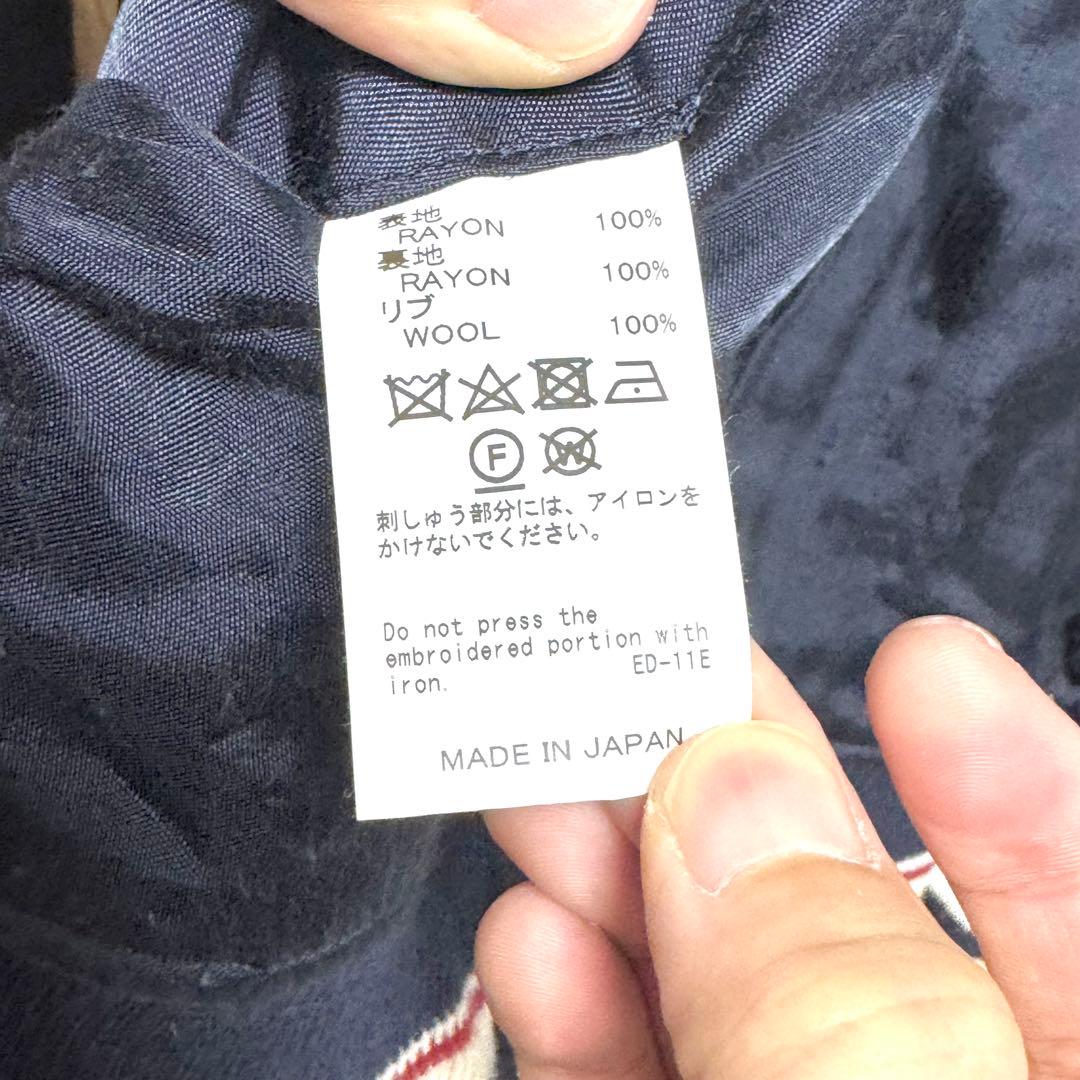 表地
RAYON 100%
裏地
RAYON 100%
リブ
WOOL 100%
F W
刺しゅう部分には、アイロンを
かけないでください。
Do not press the
embroidered portion with
iron. ED-11E
MADE IN JAPAN